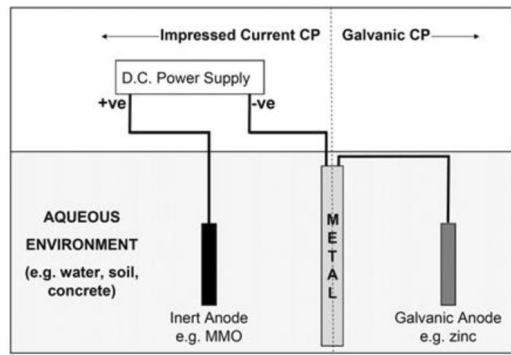 Impressed Current CP
Galvanic CP
D.C. Power Supply
+ve
-ve
AQUEOUS
ENVIRONMENT
(e.g. water, soil,
concrete)
METAL
Inert Anode
e.g. MMO
Galvanic Anode
e.g. zinc